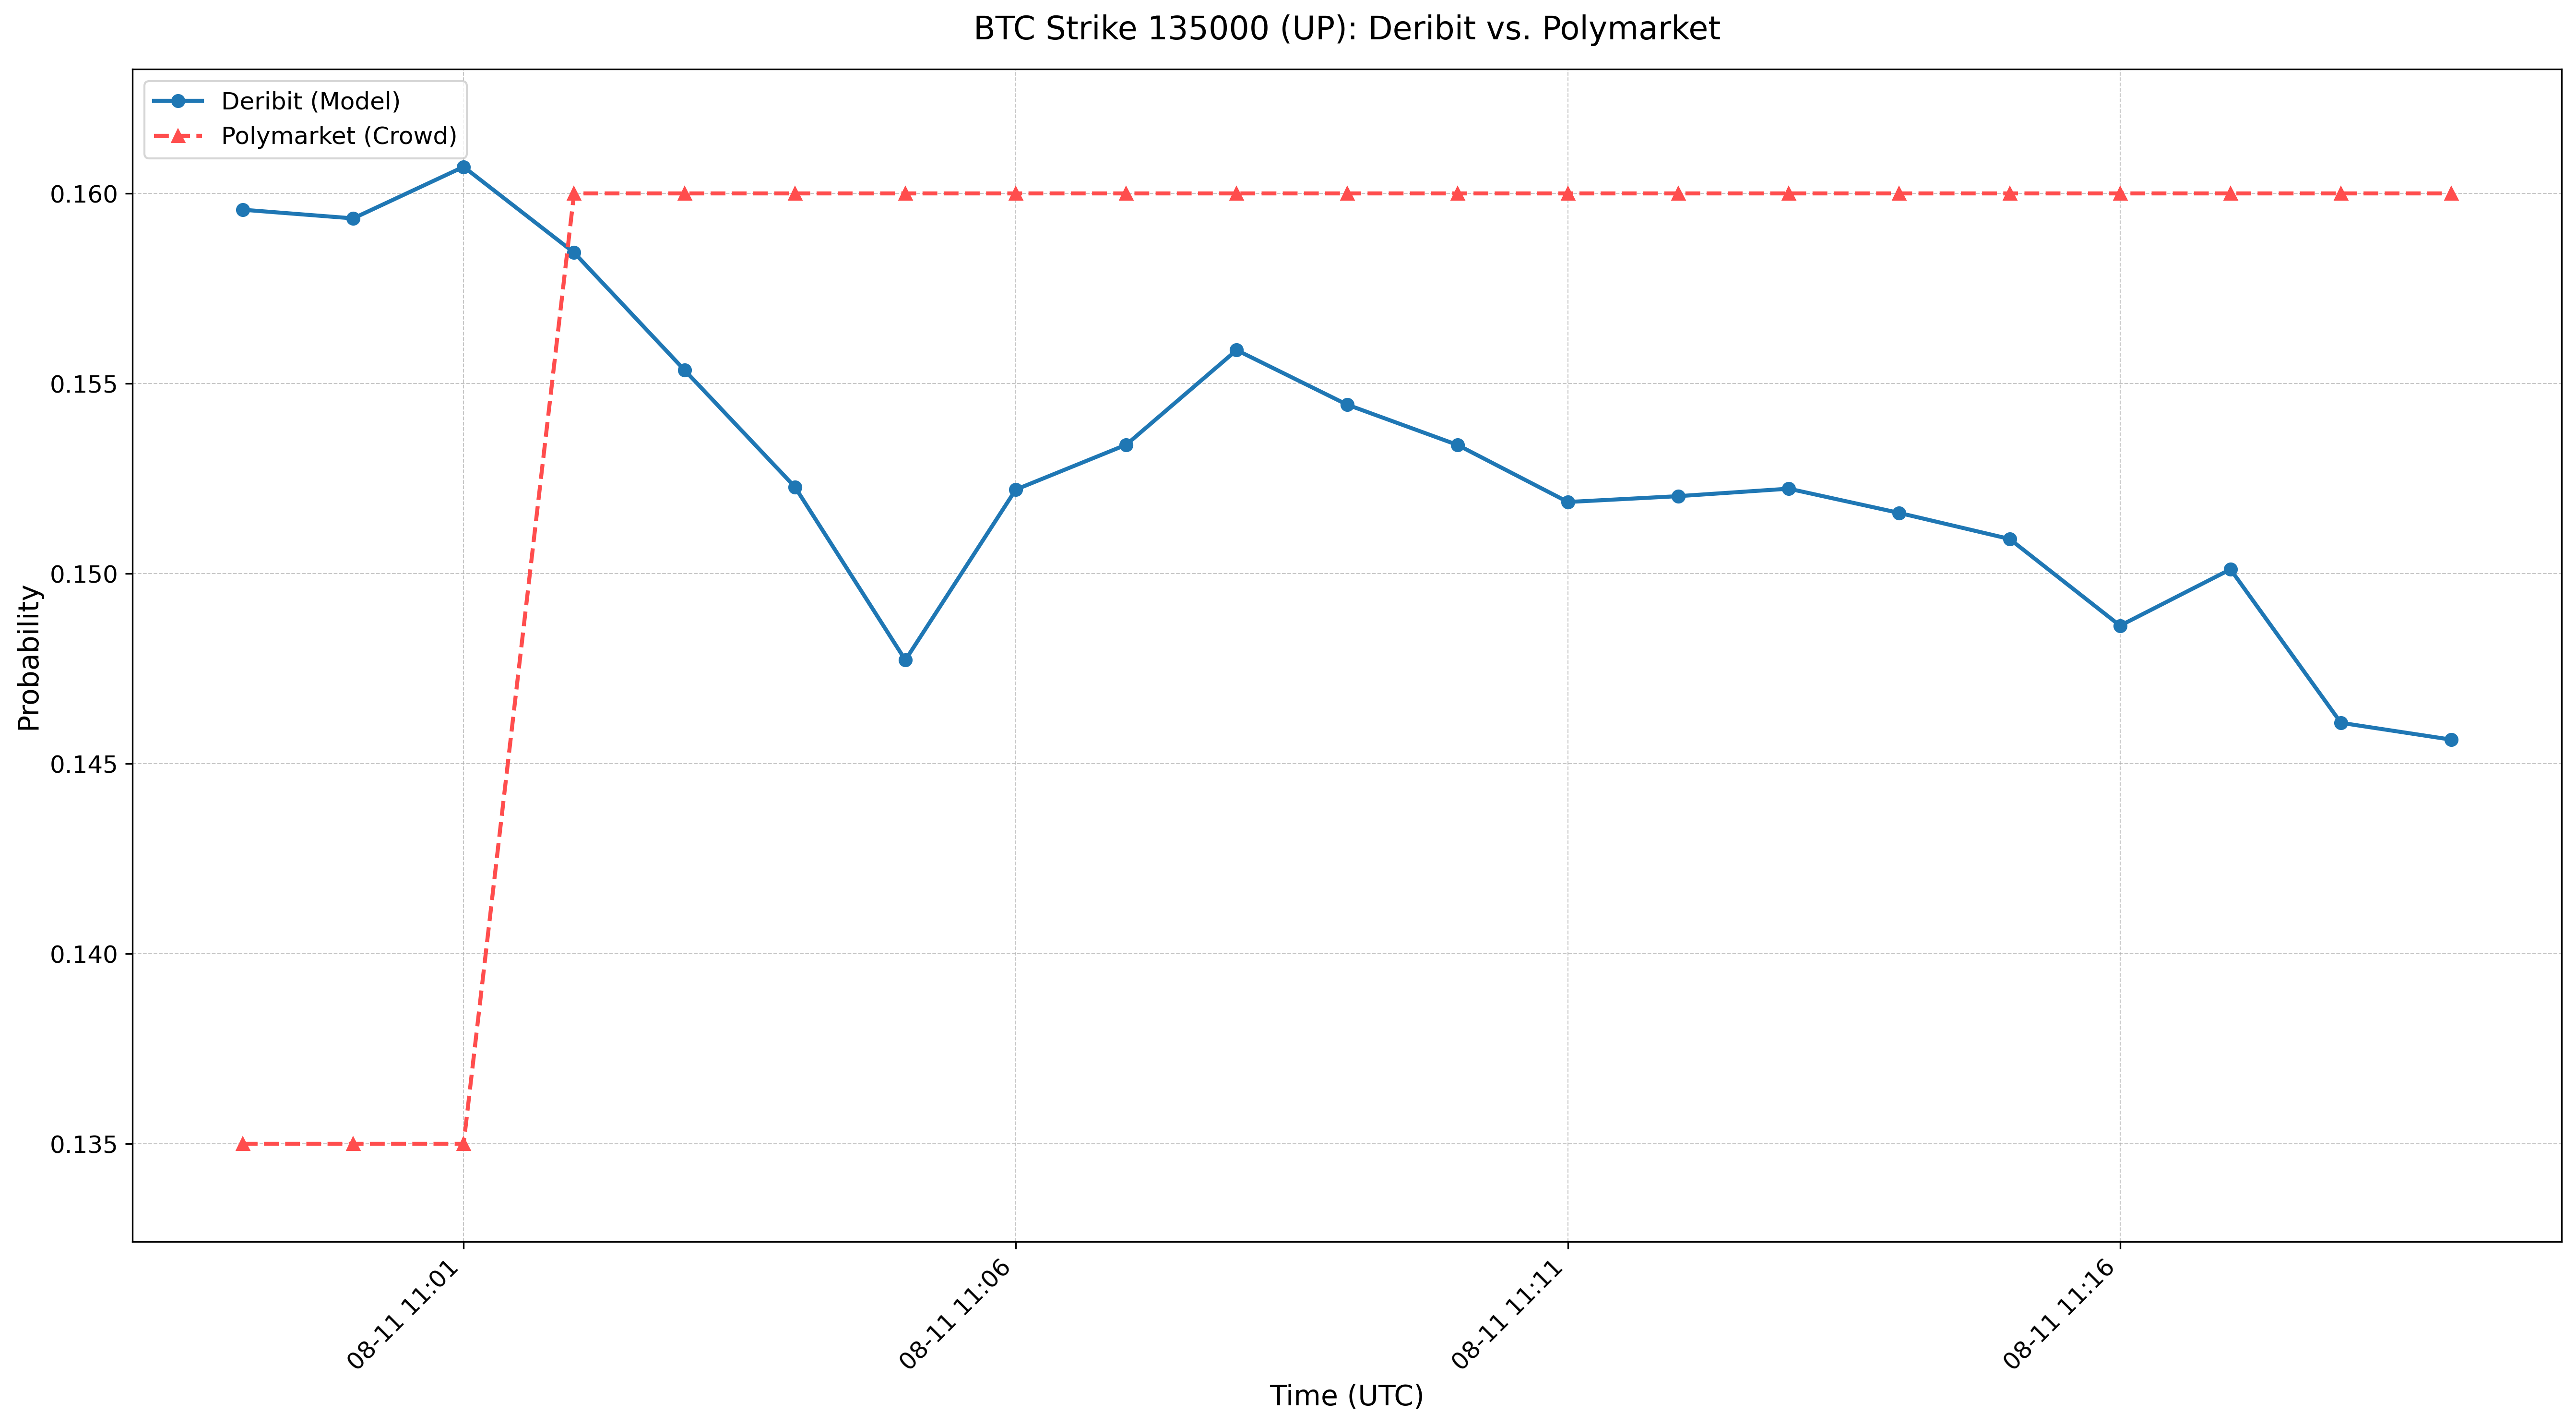 BTC Strike 135000 (UP): Deribit vs. Polymarket
Deribit (Model)
Polymarket (Crowd)
Probability
0.160
0.155
0.150
0.145
0.140
0.135
08-11 11:01
08-11 11:06
08-11 11:11
08-11 11:16
Time (UTC)